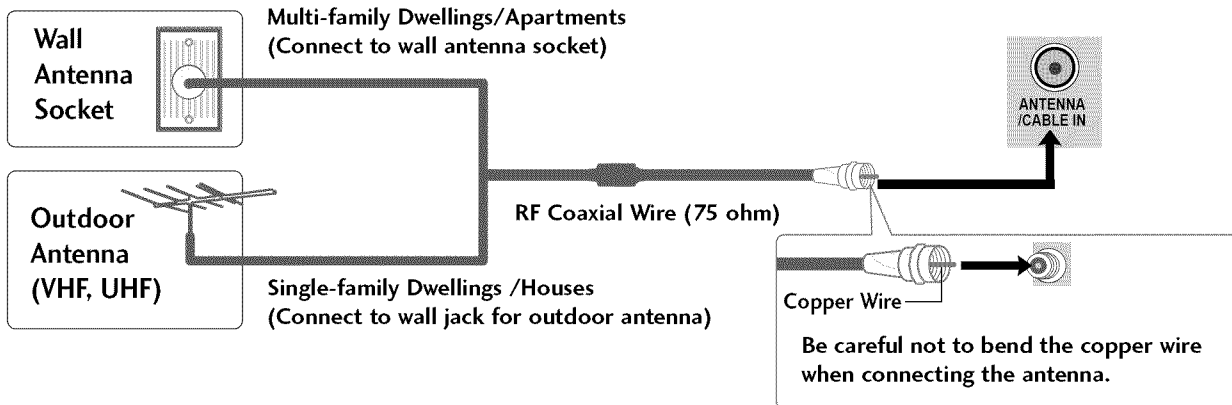 Wall
Antenna
Socket
Multi-family Dwellings/Apartments
(Connect to wall antenna socket)
ANTENNA
/CABLE IN
RF Coaxial Wire (75 ohm)
Outdoor
Antenna
(VHF, UHF)
Single-family Dwellings /Houses
(Connect to wall jack for outdoor antenna)
Copper Wire
Be careful not to bend the copper wire
when connecting the antenna.